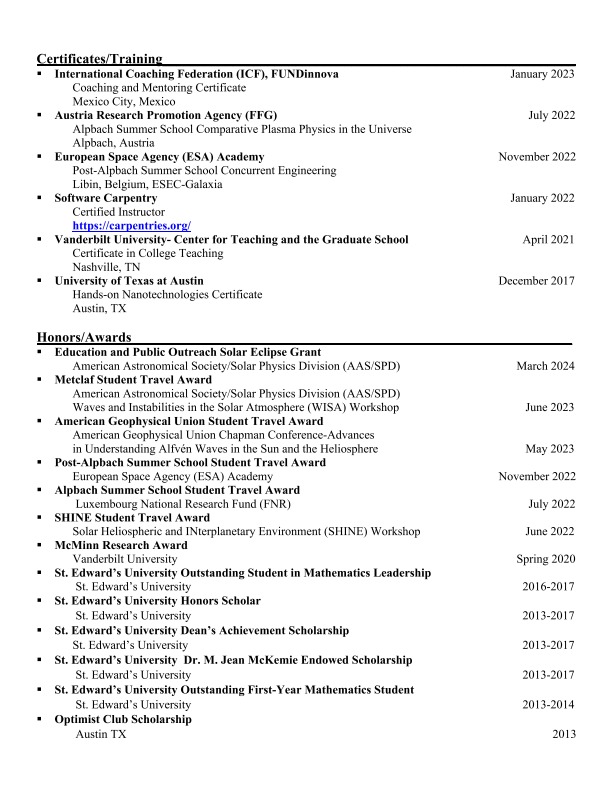 Certificates/Training
▪ International Coaching Federation (ICF), FUNDinnova January 2023
Coaching and Mentoring Certificate
Mexico City, Mexico
▪ Austria Research Promotion Agency (FFG) July 2022
Alpbach Summer School Comparative Plasma Physics in the Universe
Alpbach, Austria
▪ European Space Agency (ESA) Academy November 2022
Post-Alpbach Summer School Concurrent Engineering
Libin, Belgium, ESEC-Galaxia
▪ Software Carpentry January 2022
Certified Instructor
https://carpentries.org/
▪ Vanderbilt University- Center for Teaching and the Graduate School April 2021
Certificate in College Teaching
Nashville, TN
▪ University of Texas at Austin December 2017
Hands-on Nanotechnologies Certificate
Austin, TX
Honors/Awards
▪ Education and Public Outreach Solar Eclipse Grant
American Astronomical Society/Solar Physics Division (AAS/SPD) March 2024
▪ Metclaf Student Travel Award
American Astronomical Society/Solar Physics Division (AAS/SPD)
Waves and Instabilities in the Solar Atmosphere (WISA) Workshop June 2023
▪ American Geophysical Union Student Travel Award
American Geophysical Union Chapman Conference-Advances
in Understanding Alfvén Waves in the Sun and the Heliosphere May 2023
▪ Post-Alpbach Summer School Student Travel Award
European Space Agency (ESA) Academy November 2022
▪ Alpbach Summer School Student Travel Award
Luxembourg National Research Fund (FNR) July 2022
▪ SHINE Student Travel Award
Solar Heliospheric and INterplanetary Environment (SHINE) Workshop June 2022
▪ McMinn Research Award
Vanderbilt University Spring 2020
▪ St. Edward’s University Outstanding Student in Mathematics Leadership
St. Edward’s University 2016-2017
▪ St. Edward’s University Honors Scholar
St. Edward’s University 2013-2017
▪ St. Edward’s University Dean’s Achievement Scholarship
St. Edward’s University 2013-2017
▪ St. Edward’s University Dr. M. Jean McKemie Endowed Scholarship
St. Edward’s University 2013-2017
▪ St. Edward’s University Outstanding First-Year Mathematics Student
St. Edward’s University 2013-2014
▪ Optimist Club Scholarship
Austin TX 2013